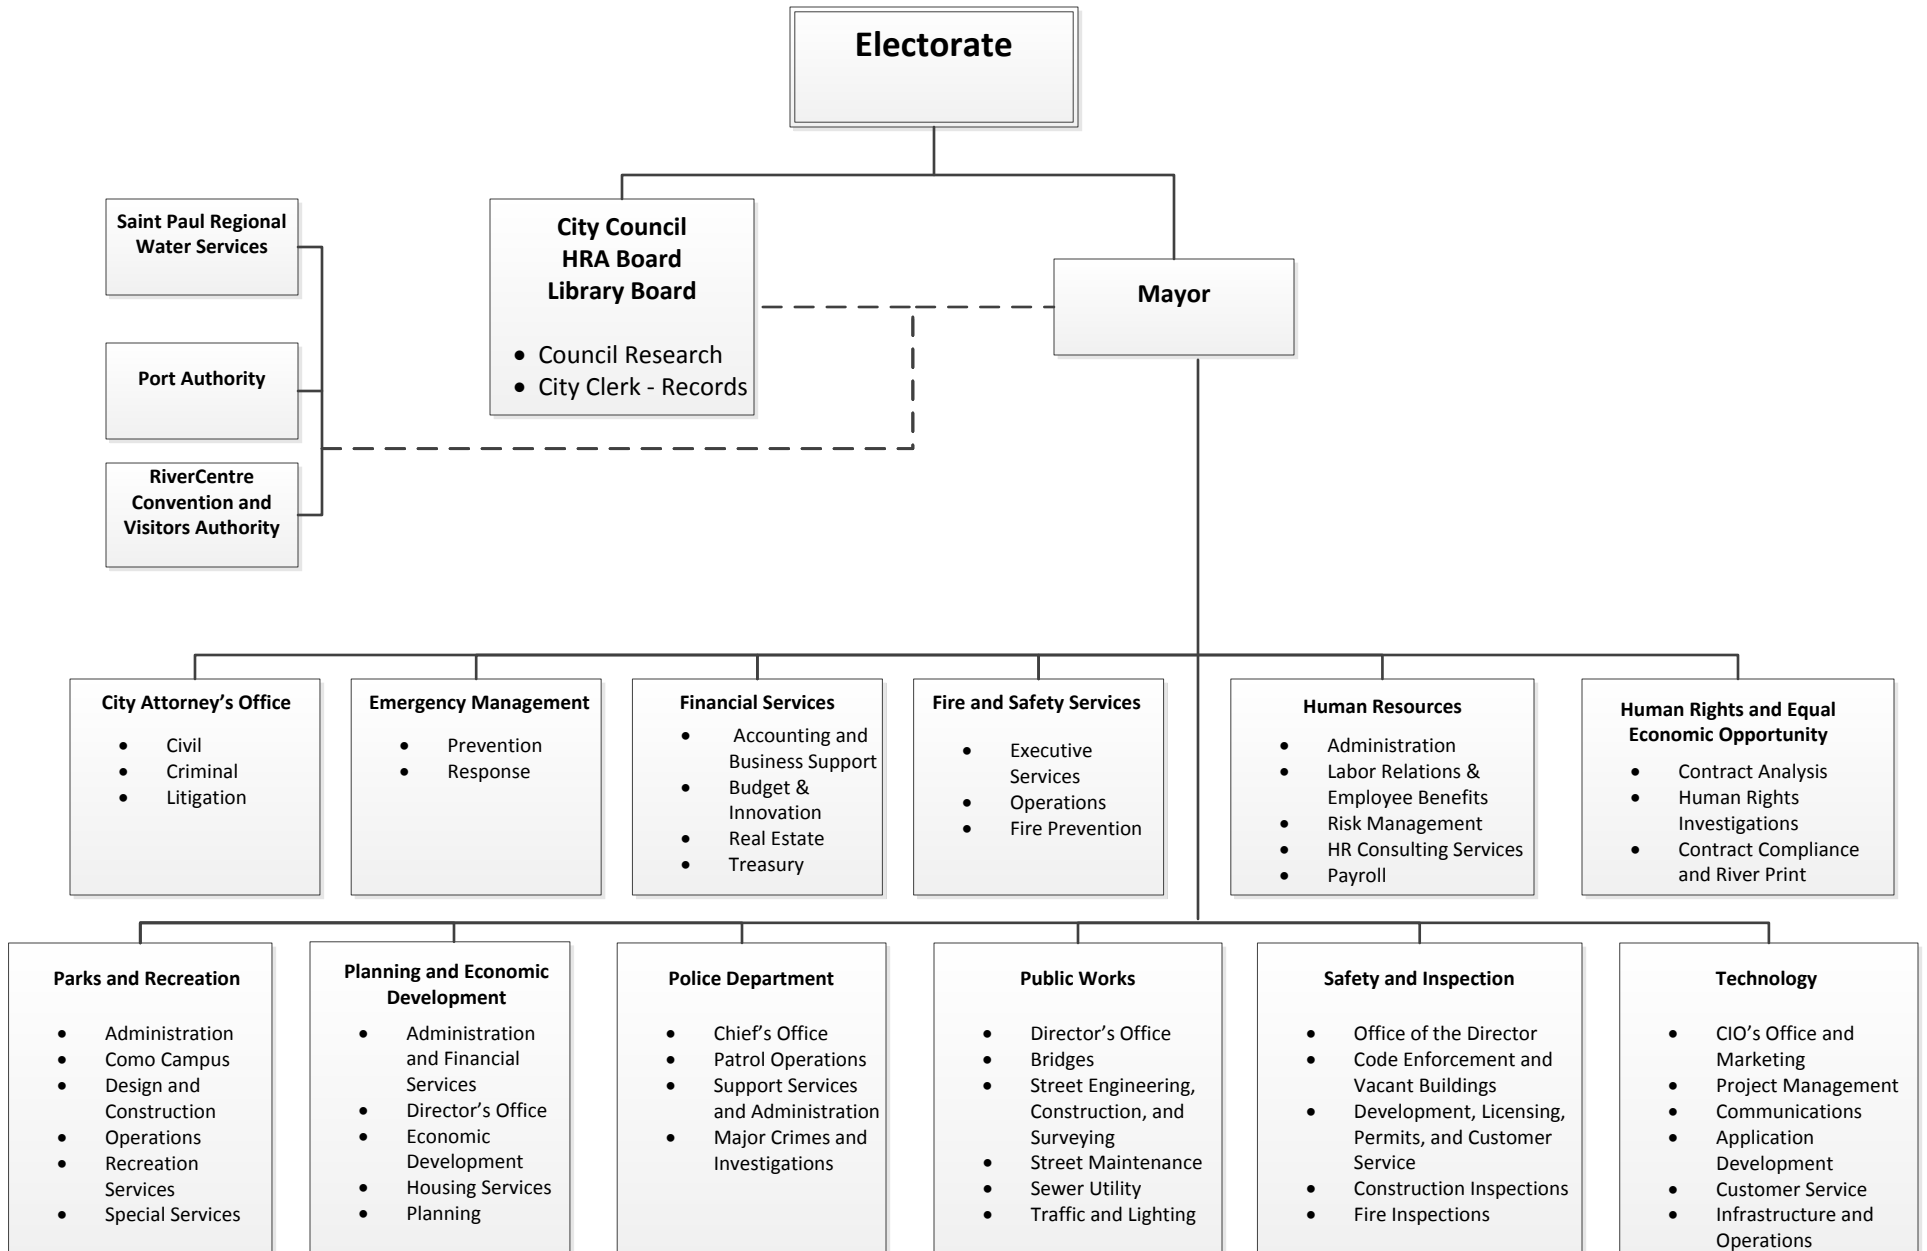 Electorate
City Council
HRA Board
Library Board
• Council Research
• City Clerk - Records
Mayor
Saint Paul Regional
Water Services
Port Authority
RiverCentre
Convention and
Visitors Authority
City Attorney's Office
• Civil
• Criminal
• Litigation
Emergency Management
• Prevention
• Response
Financial Services
• Accounting and
Business Support
• Budget &
Innovation
• Real Estate
• Treasury
Fire and Safety Services
• Executive
Services
• Operations
• Fire Prevention
Human Resources
• Administration
• Labor Relations &
Employee Benefits
• Risk Management
• HR Consulting Services
• Payroll
Human Rights and Equal
Economic Opportunity
• Contract Analysis
• Human Rights
Investigations
• Contract Compliance
and River Print
Parks and Recreation
• Administration
• Como Campus
• Design and
Construction
• Operations
• Recreation
Services
• Special Services
Planning and Economic
Development
• Administration
and Financial
Services
• Director's Office
• Economic
Development
• Housing Services
• Planning
Police Department
• Chief's Office
• Patrol Operations
• Support Services
and Administration
• Major Crimes and
Investigations
Public Works
• Director's Office
• Bridges
• Street Engineering,
Construction, and
Surveying
• Street Maintenance
• Sewer Utility
• Traffic and Lighting
Safety and Inspection
• Office of the Director
• Code Enforcement and
Vacant Buildings
• Development, Licensing,
Permits, and Customer
Service
• Construction Inspections
• Fire Inspections
Technology
• CIO's Office and
Marketing
• Project Management
• Communications
• Application
Development
• Customer Service
• Infrastructure and
Operations